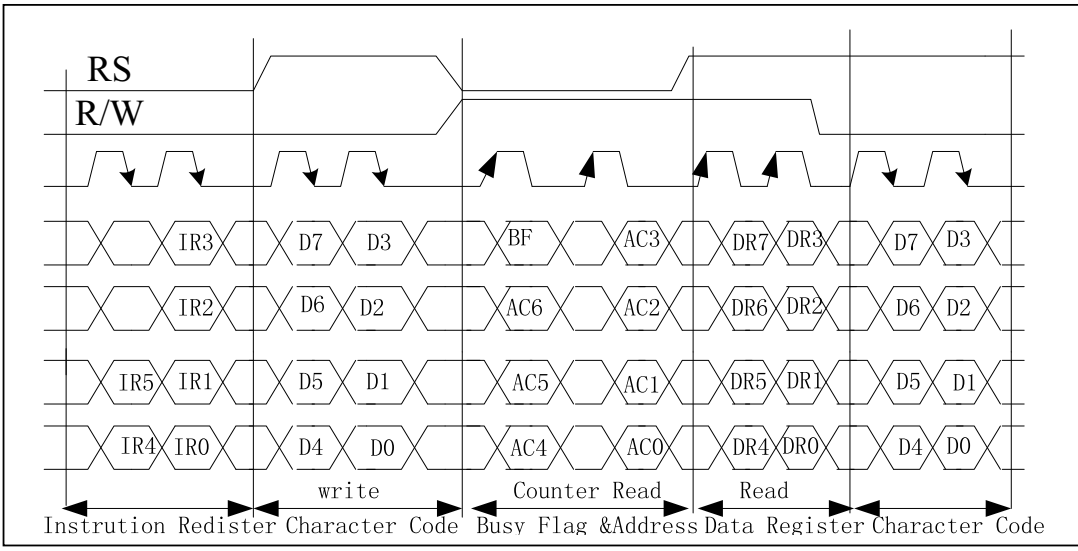 RS
R/W
IR3 D7 D3 BF AC3 DR7 DR3 D7 D3
IR2 D6 D2 AC6 AC2 DR6 DR2 D6 D2
IR5 IR1 D5 D1 AC5 AC1 DR5 DR1 D5 D1
IR4 IR0 D4 D0 AC4 AC0 DR4 DR0 D4 D0
write Counter Read Read
Instrution Redister Character Code Busy Flag &Address Data Register Character Code